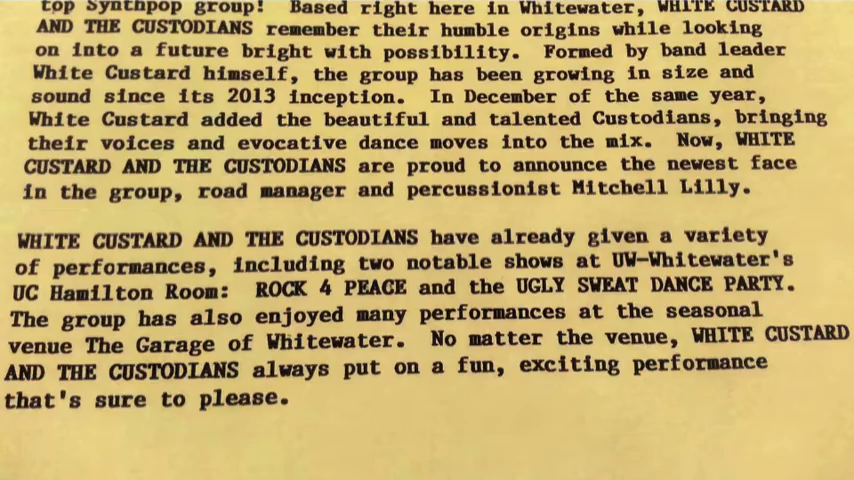 top Synthpop group! Based right here in Whitewater, WHITE CUSTARD
AND THE CUSTODIANS remember their humble origins while looking
on into a future bright with possibility. Formed by band leader
White Custard himself, the group has been growing in size and
sound since its 2013 inception. In December of the same year,
White Custard added the beautiful and talented Custodians, bringing
their voices and evocative dance moves into the mix. Now, WHITE
CUSTARD AND THE CUSTODIANS are proud to announce the newest face
in the group, road manager and percussionist Mitchell Lilly.
WHITE CUSTARD AND THE CUSTODIANS have already given a variety
of performances, including two notable shows at UW-Whitewater's
UC Hamilton Room: ROCK 4 PEACE and the UGLY SWEAT DANCE PARTY.
The group has also enjoyed many performances at the seasonal
venue The Garage of Whitewater. No matter the venue, WHITE CUSTARD
AND THE CUSTODIANS always put on a fun, exciting performance
that's sure to please.